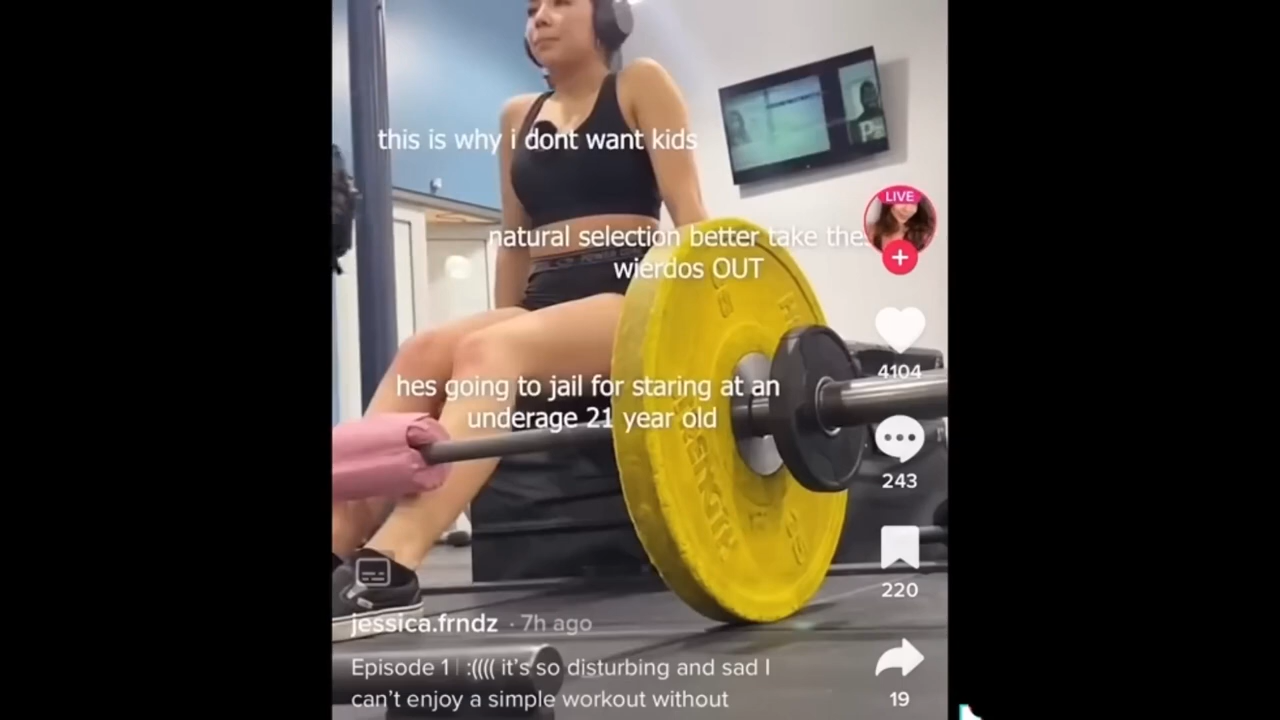 this is why i dont want kids
natural selection better take the
wierdos OUT
LIVE
hes going to jail for staring at an
underage 21 year old
4104
243
220
jessica.frndz · 7h ago
Episode 1 :(((( it's so disturbing and sad I
can't enjoy a simple workout without
19